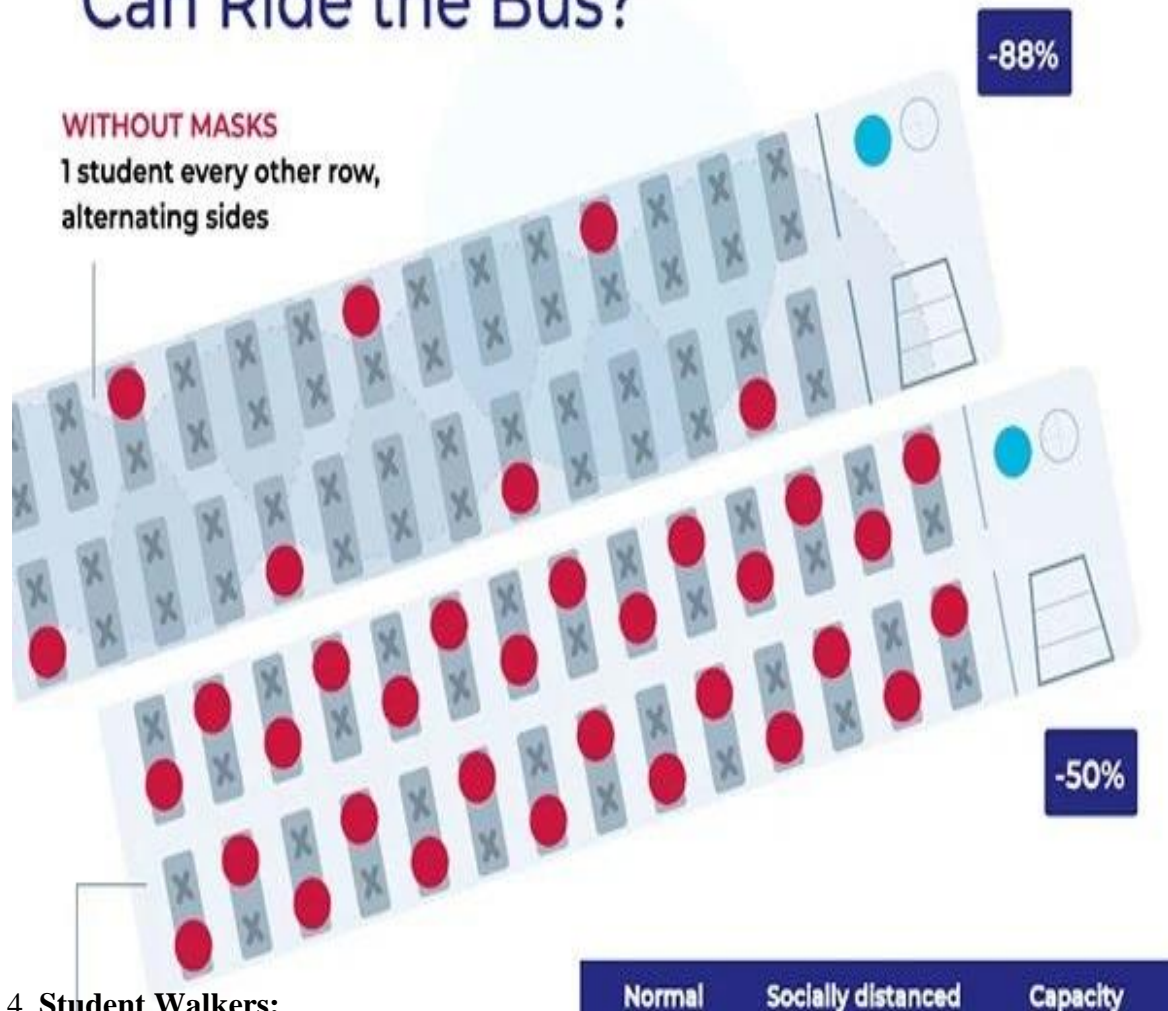 Can Ride the Bus?
-88%
WITHOUT MASKS
1 student every other row,
alternating sides
-50%
4. Student Walkers:
Normal Socially distanced Capacity